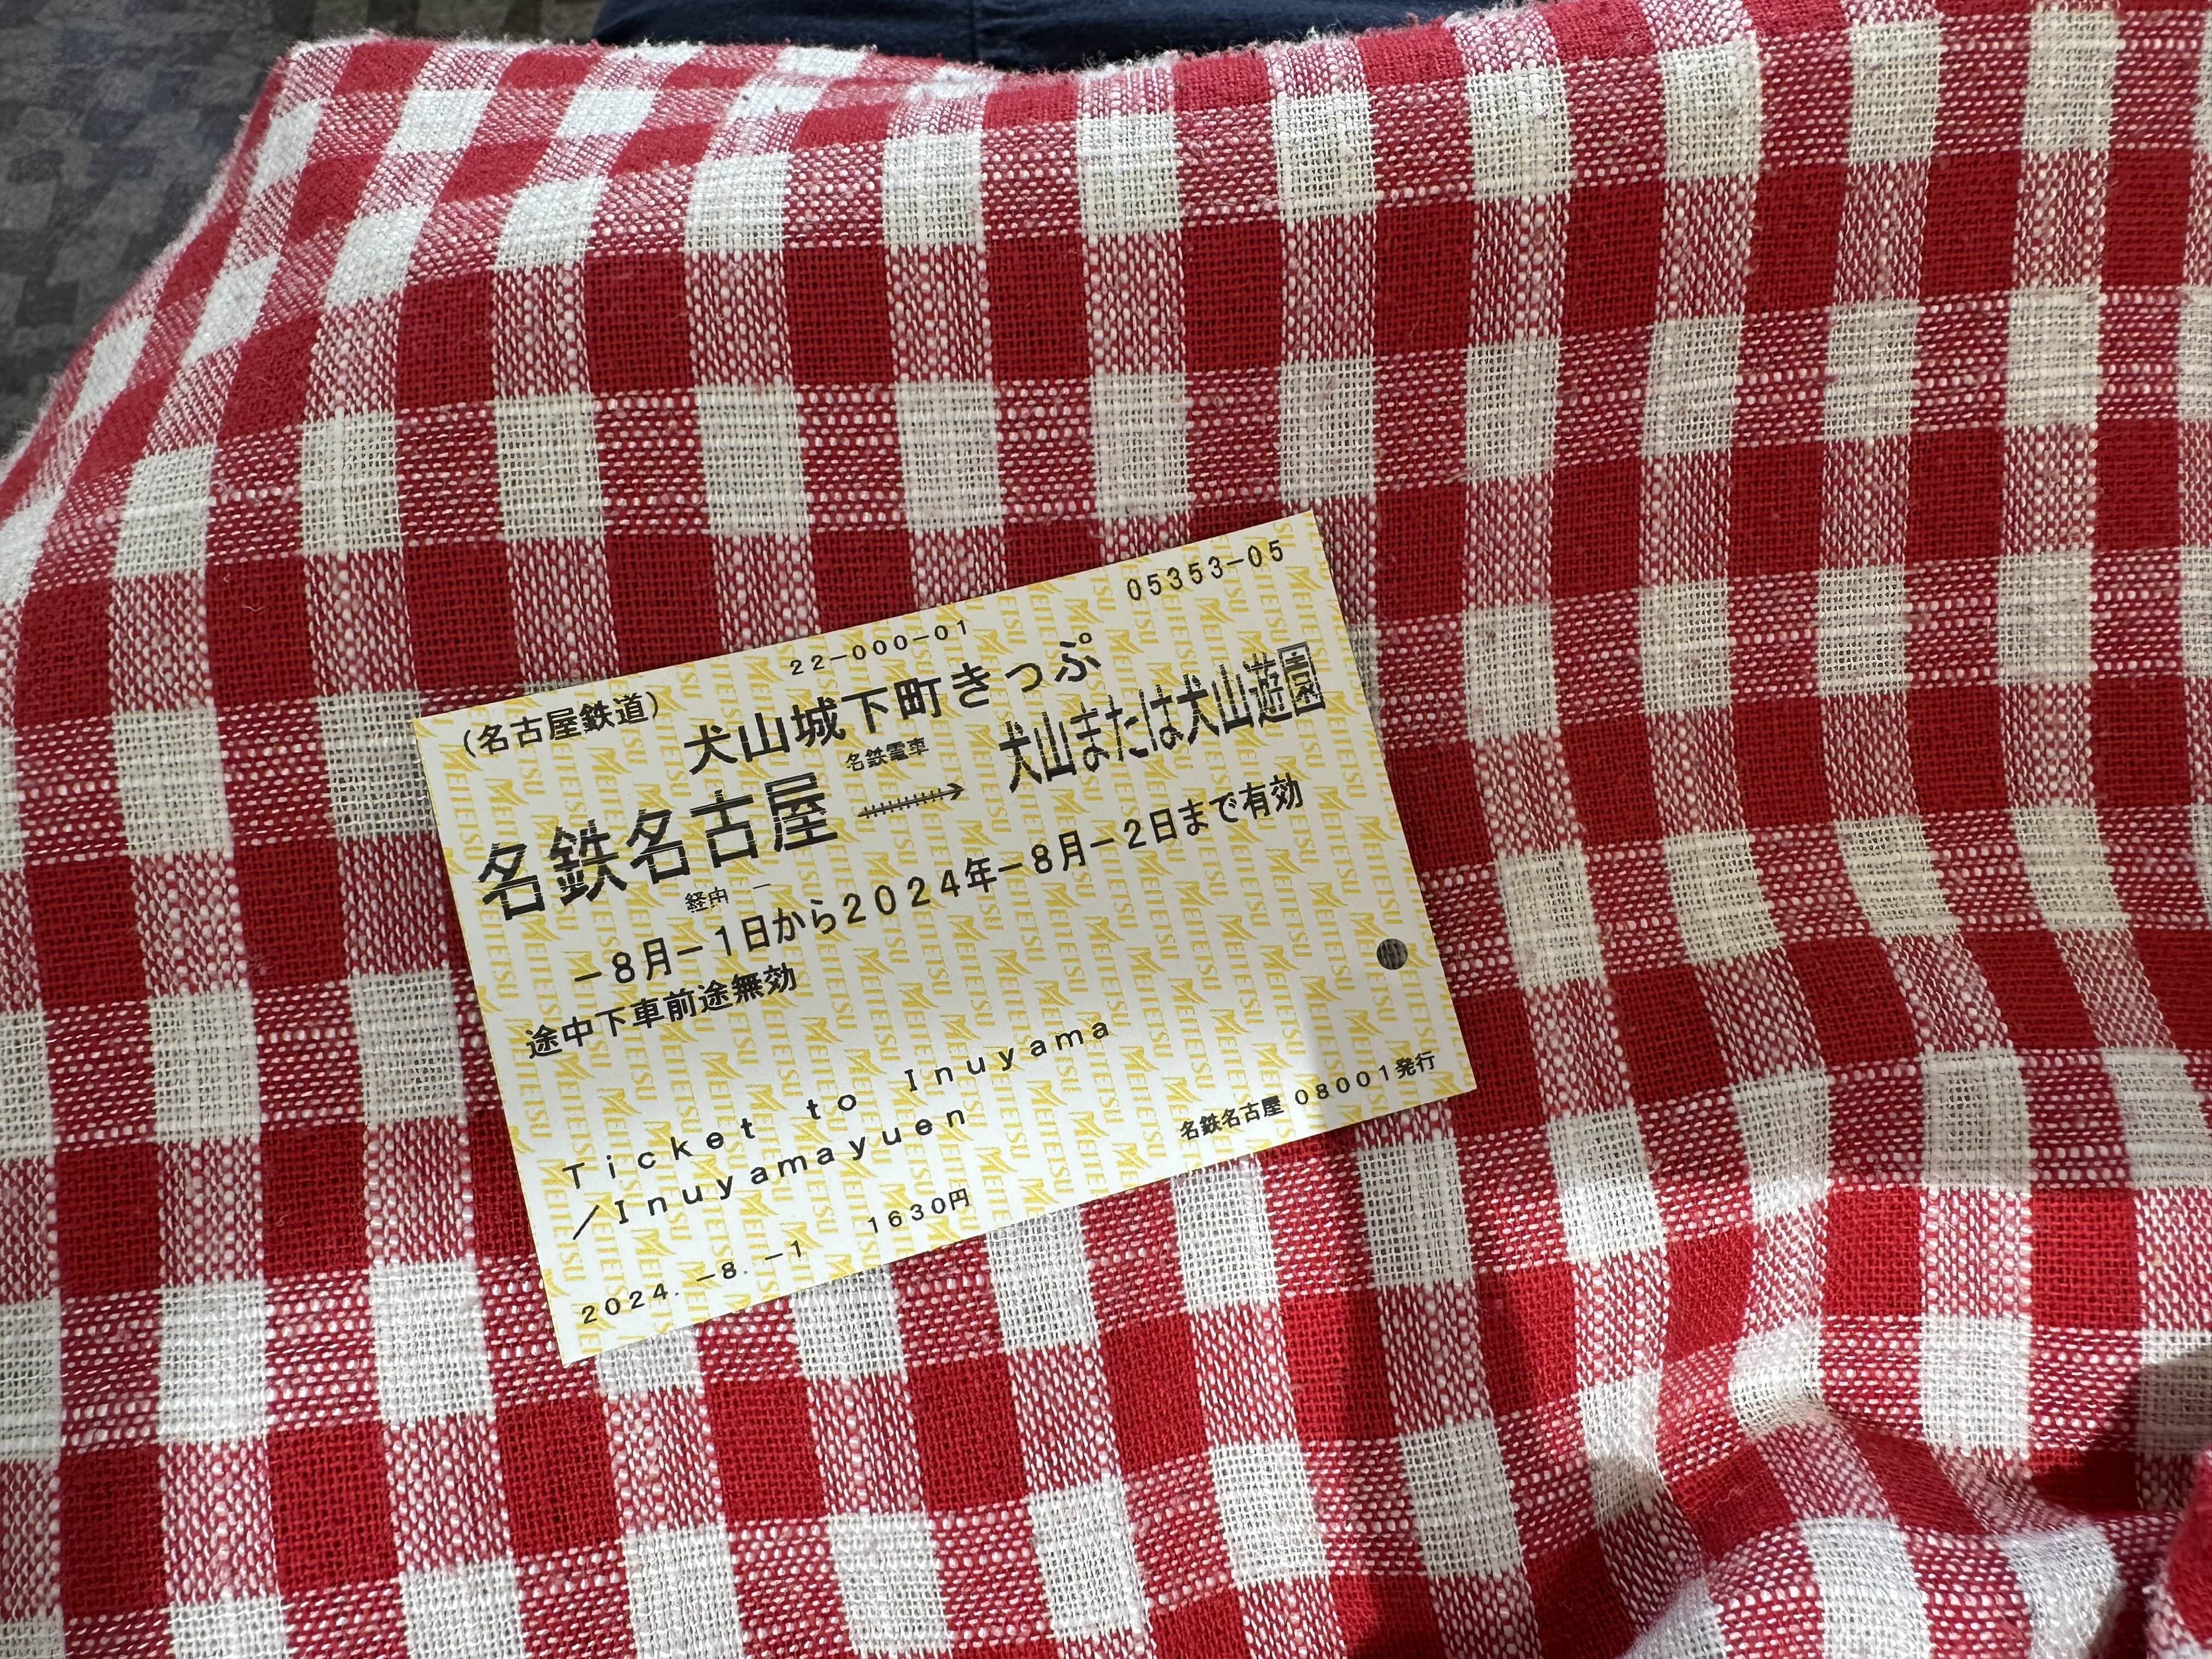 05353-05
22-000-01
(名古屋鉄道)
犬山城下町きっぷ
名鉄電車
名鉄名古屋
犬山または犬山遊園
経由 −
−8月−1日から2024年−8月−2日まで有効
途中下車前途無効
Ticket to Inuyama
/Inuyamayuen
2024.−8.−1 1630円
名鉄名古屋 08001発行
MEITETSU